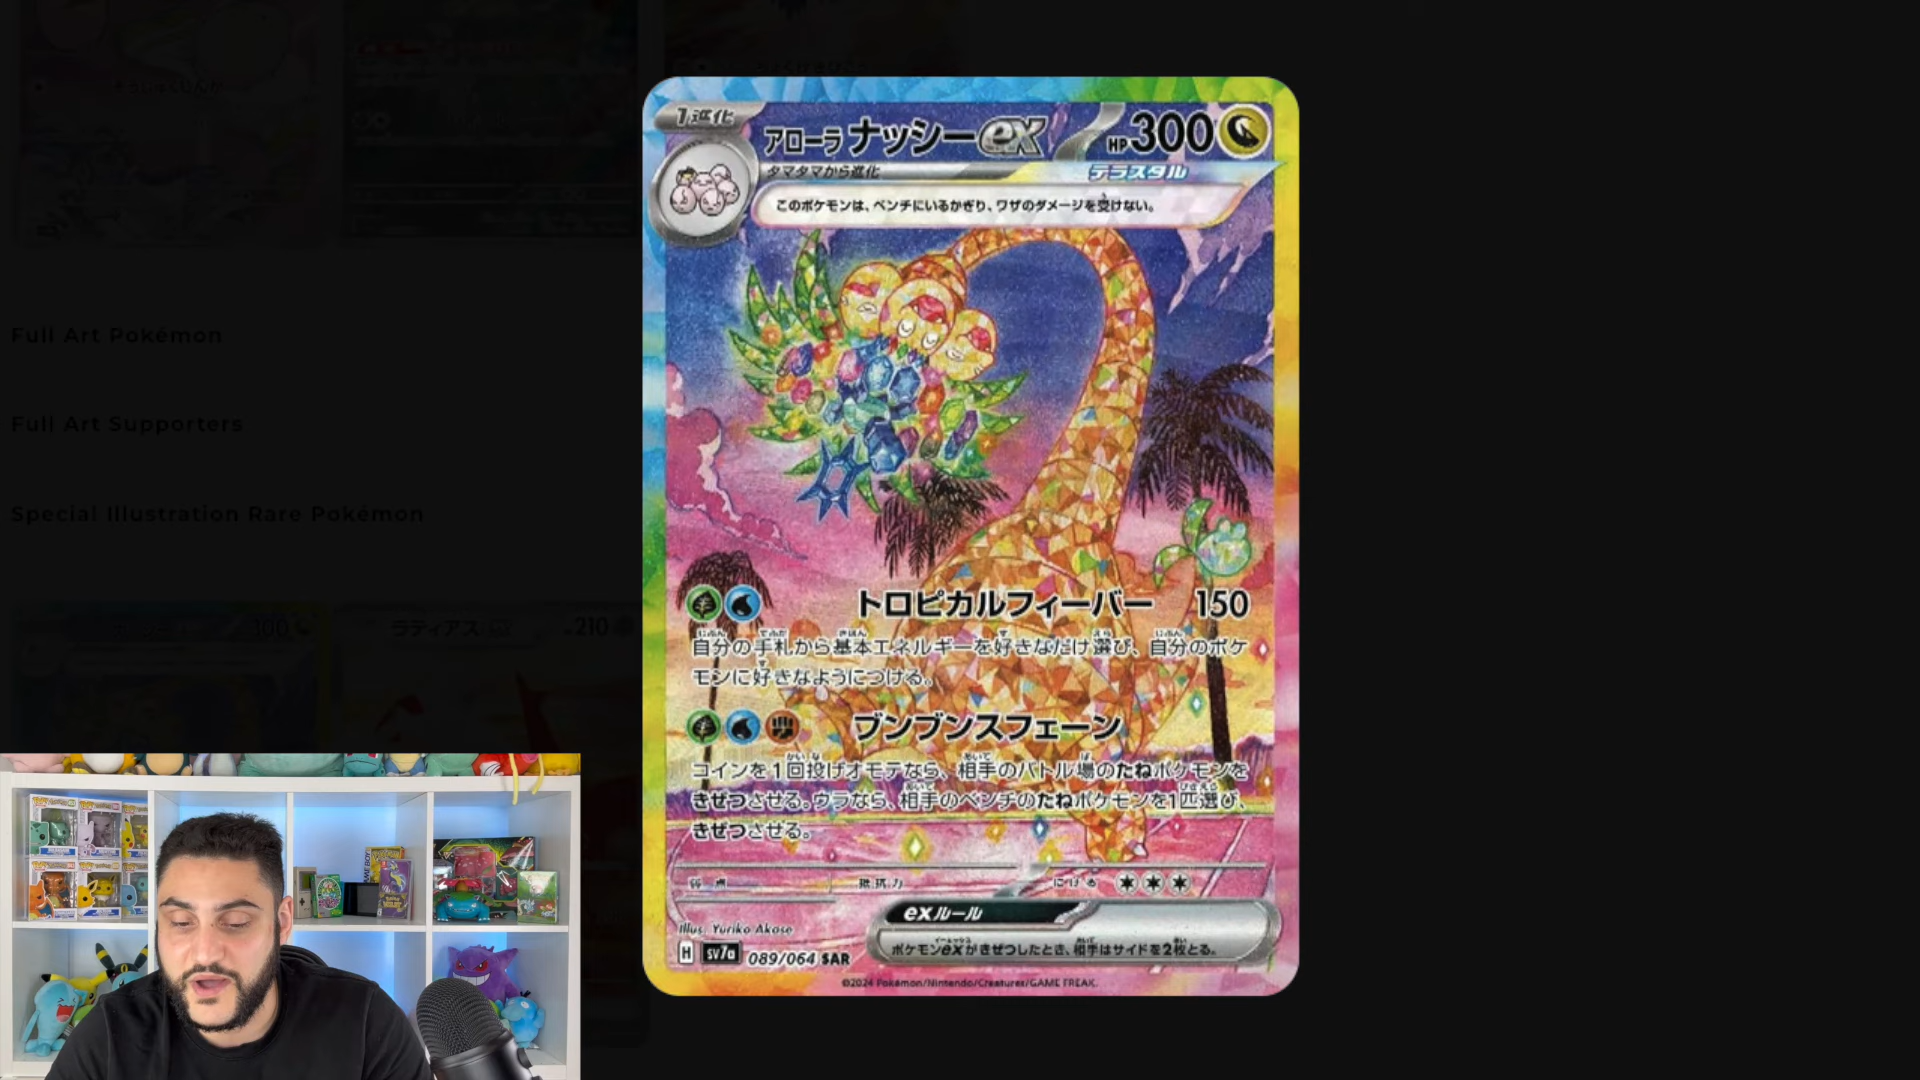 Full Art Pokémon
Full Art Supporters
Special Illustration Rare Pokémon
ラティアス
210
1進化
アローラ ナッシーex
HP300
タマタマから進化
テラスタル
このポケモンは、ベンチにいるかぎり、ワザのダメージを受けない。
トロピカルフィーバー 150
自分の手札から基本エネルギーを好きなだけ選び、自分のポケ
モンに好きなようにつける。
ブンブンスフェーン
コインを1回投げオモテなら、相手のバトル場のたねポケモンを
きぜつさせる。ウラなら、相手のベンチのたねポケモンを1匹選び、
きぜつさせる。
弱点 抵抗力 にげる
Illus. Yuriko Akase
exルール
ポケモンexがきぜつしたとき、相手はサイドを2枚とる。
H sv7a 089/064 SAR
©2024 Pokémon/Nintendo/Creatures/GAME FREAK.